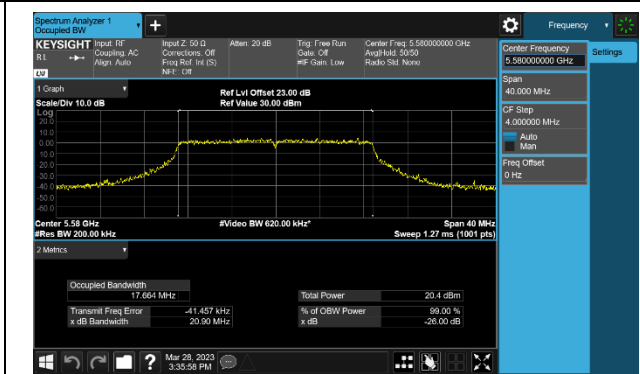 Spectrum Analyzer 1
Occupied BW
Frequency
KEYSIGHT
Input: RF
Coupling: AC
Align: Auto
Input Z: 50 Ω
Corrections: Off
Freq Ref: Int (S)
NFE: Off
Atten: 20 dB
Trig: Free Run
Gate: Off
#IF Gain: Low
Center Freq: 5.580000000 GHz
Avg|Hold: 50/50
Radio Std: None
RL
LXI
Center Frequency
5.580000000 GHz
Settings
Span
40.000 MHz
CF Step
4.000000 MHz
Auto
Man
Freq Offset
0 Hz
1 Graph
Scale/Div 10.0 dB
Ref Lvl Offset 23.00 dB
Ref Value 30.00 dBm
Log
20.0
10.0
0.00
-10.0
-20.0
-30.0
-40.0
-50.0
-60.0
Center 5.58 GHz
#Video BW 620.00 kHz*
Span 40 MHz
#Res BW 200.00 kHz
Sweep 1.27 ms (1001 pts)
2 Metrics
Occupied Bandwidth
17.664 MHz
Total Power 20.4 dBm
Transmit Freq Error -41.457 kHz
% of OBW Power 99.00 %
x dB Bandwidth 20.90 MHz
x dB -26.00 dB
Mar 28, 2023
3:35:58 PM